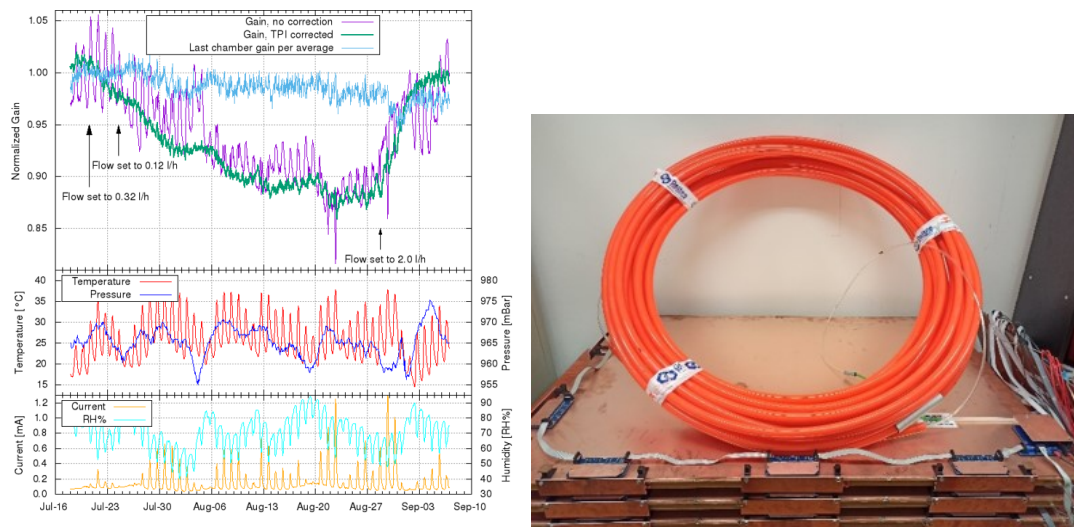 Gain, no correction
Gain, TPI corrected
Last chamber gain per average
1.05
1.00
0.95
0.90
0.85
Normalized Gain
Flow set to 0.12 l/h
Flow set to 0.32 l/h
Flow set to 2.0 l/h
Temperature
Pressure
40
35
30
25
20
15
Temperature [°C]
980
975
970
965
960
955
Pressure [mBar]
Current
RH%
1.2
1.0
0.8
0.6
0.4
0.2
0.0
Current [mA]
90
80
70
60
50
40
30
Humidity [RH%]
Jul-16 Jul-23 Jul-30 Aug-06 Aug-13 Aug-20 Aug-27 Sep-03 Sep-10